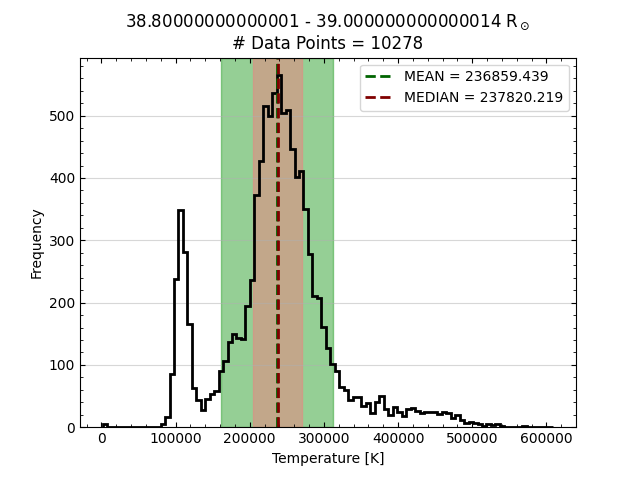 38.80000000000001 - 39.000000000000014 R⊙
# Data Points = 10278
MEAN = 236859.439
MEDIAN = 237820.219
Frequency
500
400
300
200
100
0
0 100000 200000 300000 400000 500000 600000
Temperature [K]